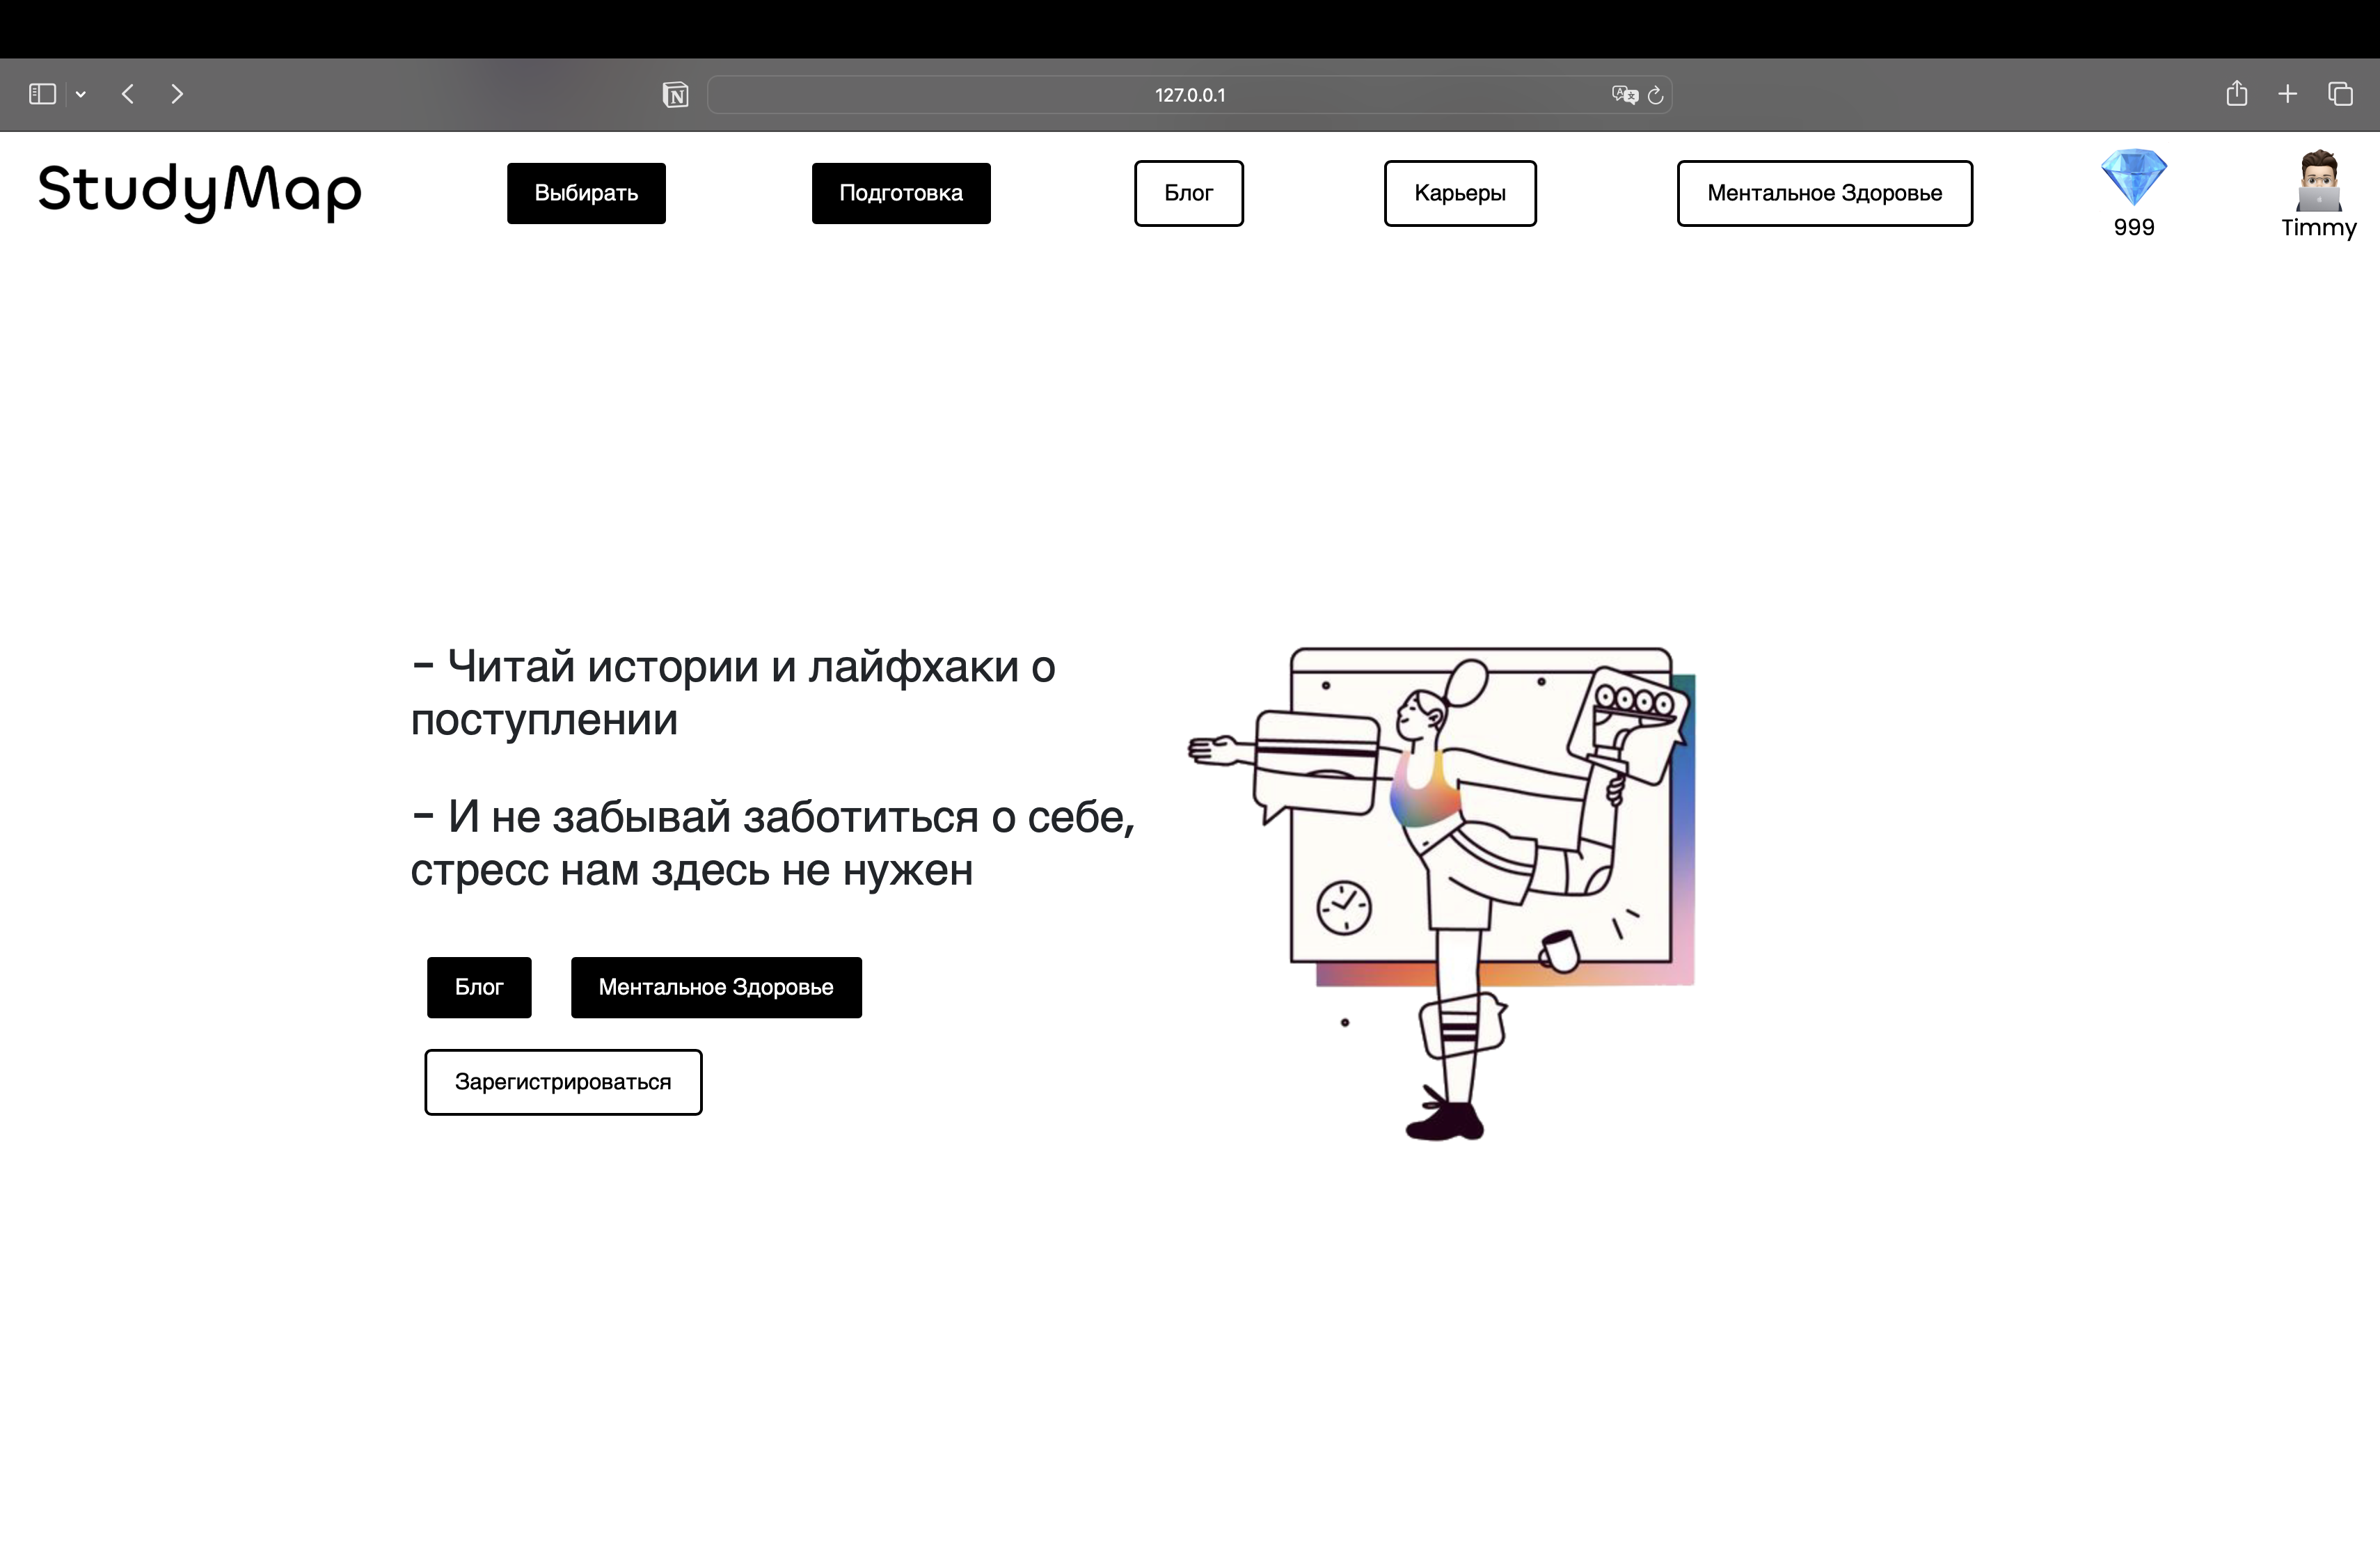 127.0.0.1
StudyMap
Выбирать
Подготовка
Блог
Карьеры
Ментальное Здоровье
999
Timmy
- Читай истории и лайфхаки о
поступлении
- И не забывай заботиться о себе,
стресс нам здесь не нужен
Блог
Ментальное Здоровье
Зарегистрироваться